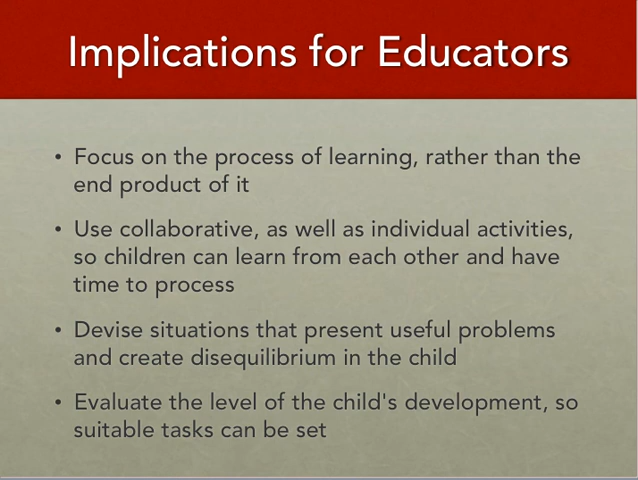 Implications for Educators
• Focus on the process of learning, rather than the
end product of it
• Use collaborative, as well as individual activities,
so children can learn from each other and have
time to process
• Devise situations that present useful problems
and create disequilibrium in the child
• Evaluate the level of the child's development, so
suitable tasks can be set